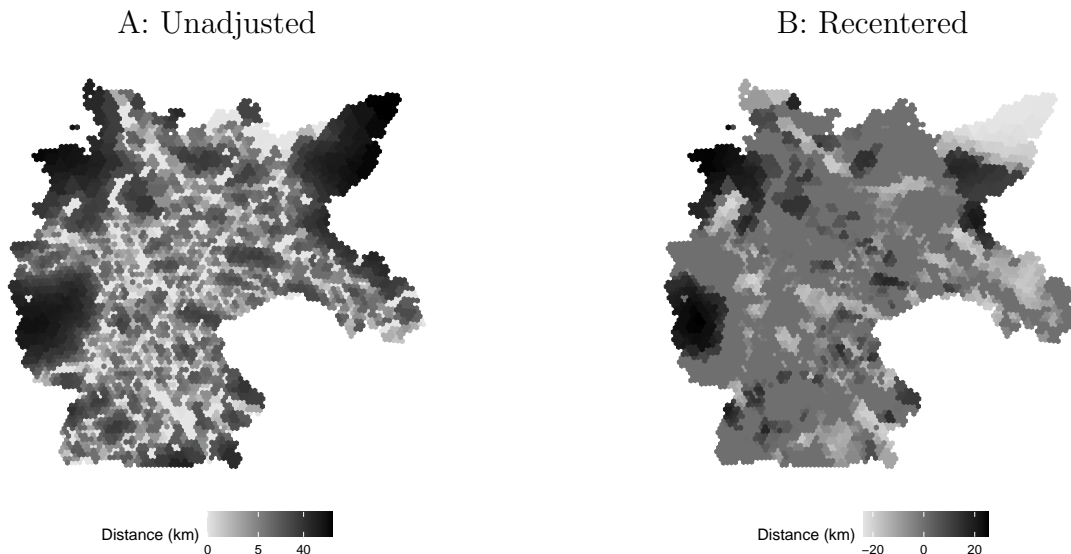 A: Unadjusted
B: Recentered
Distance (km)
0 5 40
Distance (km)
−20 0 20